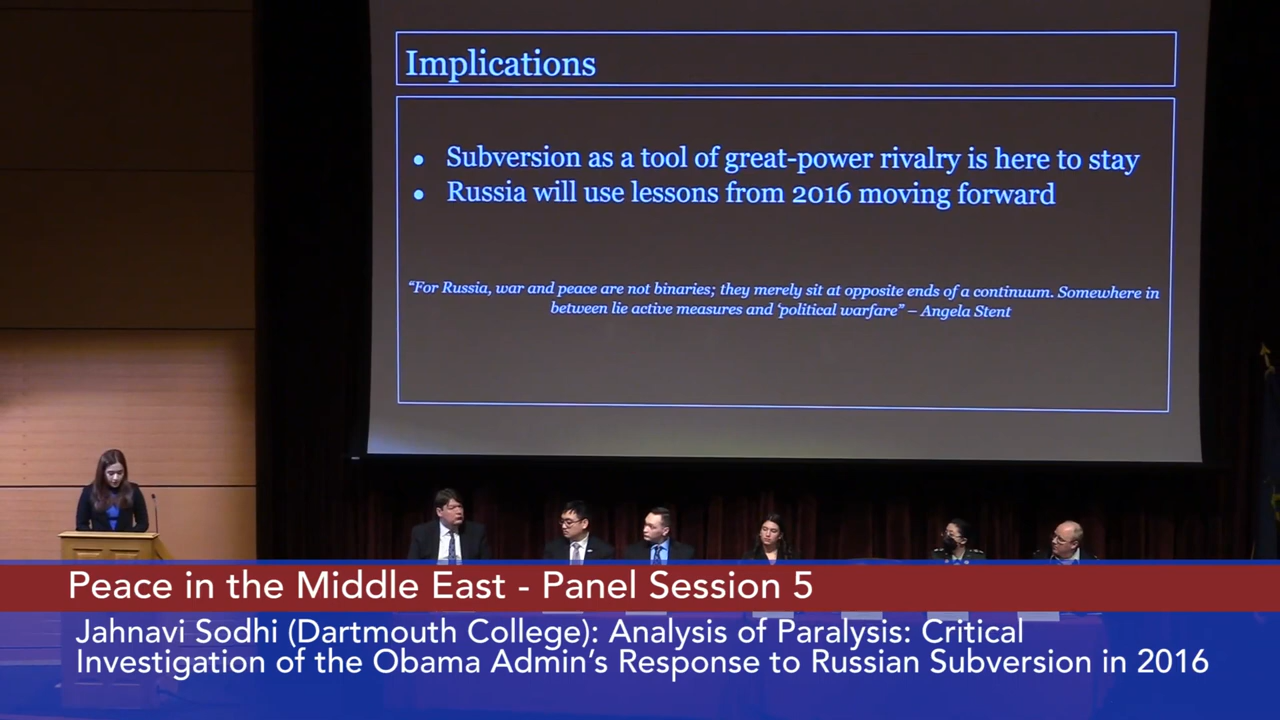 Implications
• Subversion as a tool of great-power rivalry is here to stay
• Russia will use lessons from 2016 moving forward
“For Russia, war and peace are not binaries; they merely sit at opposite ends of a continuum. Somewhere in
between lie active measures and ‘political warfare” – Angela Stent
Peace in the Middle East - Panel Session 5
Jahnavi Sodhi (Dartmouth College): Analysis of Paralysis: Critical
Investigation of the Obama Admin’s Response to Russian Subversion in 2016